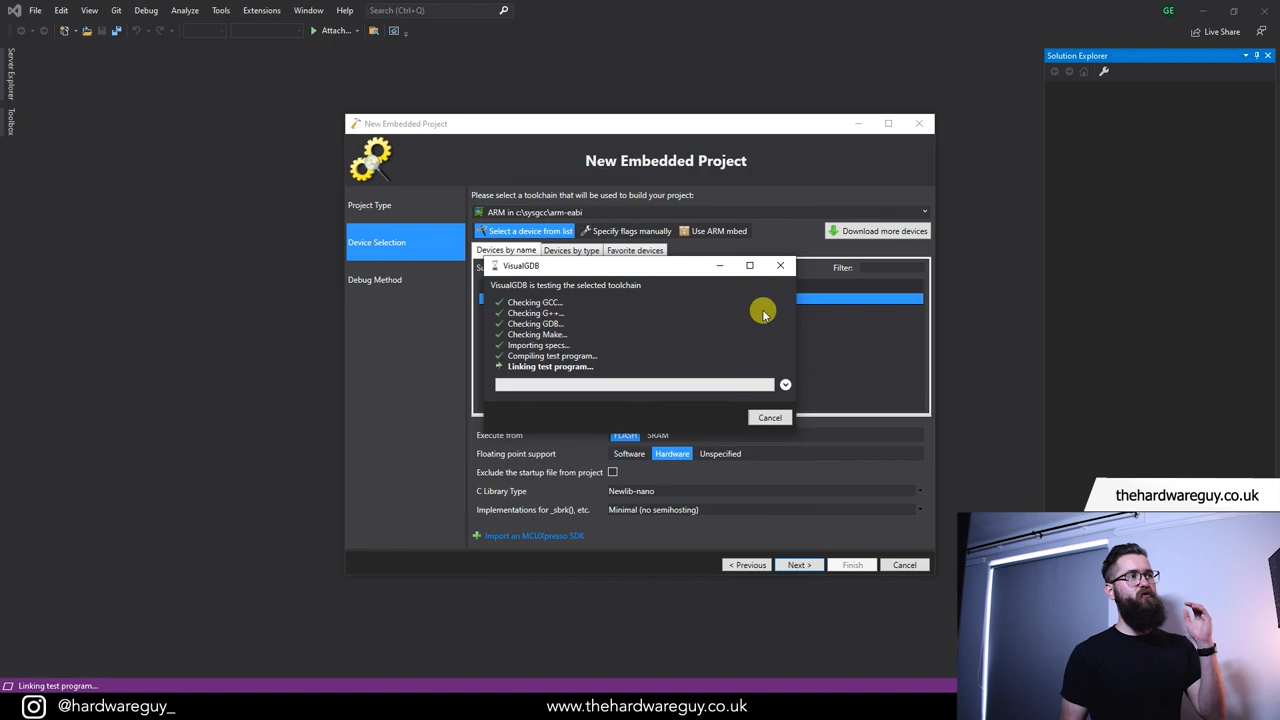 File Edit View Git Debug Analyze Tools Extensions Window Help Search (Ctrl+Q) GE
Attach... Live Share
Server Explorer
Toolbox
Solution Explorer
New Embedded Project
New Embedded Project
Project Type
Device Selection
Debug Method
Please select a toolchain that will be used to build your project:
ARM in c:\sysgcc\arm-eabi
Select a device from list Specify flags manually Use ARM mbed Download more devices
Devices by name Devices by type Favorite devices
Filter:
VisualGDB
VisualGDB is testing the selected toolchain
Checking GCC...
Checking G++...
Checking GDB...
Checking Make...
Importing specs...
Compiling test program...
Linking test program...
Cancel
Execute from FLASH SRAM
Floating point support Software Hardware Unspecified
Exclude the startup file from project
C Library Type Newlib-nano
Implementations for _sbrk(), etc. Minimal (no semihosting)
Import an MCUXpresso SDK
< Previous Next > Finish Cancel
thehardwareguy.co.uk
Linking test program...
@hardwareguy_ www.thehardwareguy.co.uk